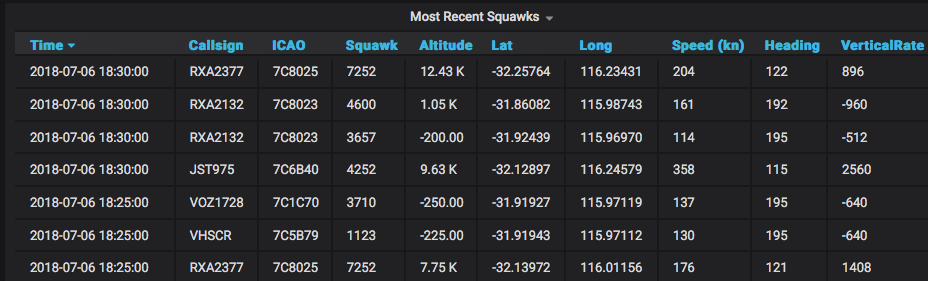 Most Recent Squawks
Time Callsign ICAO Squawk Altitude Lat Long Speed (kn) Heading VerticalRate
2018-07-06 18:30:00 RXA2377 7C8025 7252 12.43 K -32.25764 116.23431 204 122 896
2018-07-06 18:30:00 RXA2132 7C8023 4600 1.05 K -31.86082 115.98743 161 192 -960
2018-07-06 18:30:00 RXA2132 7C8023 3657 -200.00 -31.92439 115.96970 114 195 -512
2018-07-06 18:30:00 JST975 7C6B40 4252 9.63 K -32.12897 116.24579 358 115 2560
2018-07-06 18:25:00 VOZ1728 7C1C70 3710 -250.00 -31.91927 115.97119 137 195 -640
2018-07-06 18:25:00 VHSCR 7C5B79 1123 -225.00 -31.91943 115.97112 130 195 -640
2018-07-06 18:25:00 RXA2377 7C8025 7252 7.75 K -32.13972 116.01156 176 121 1408